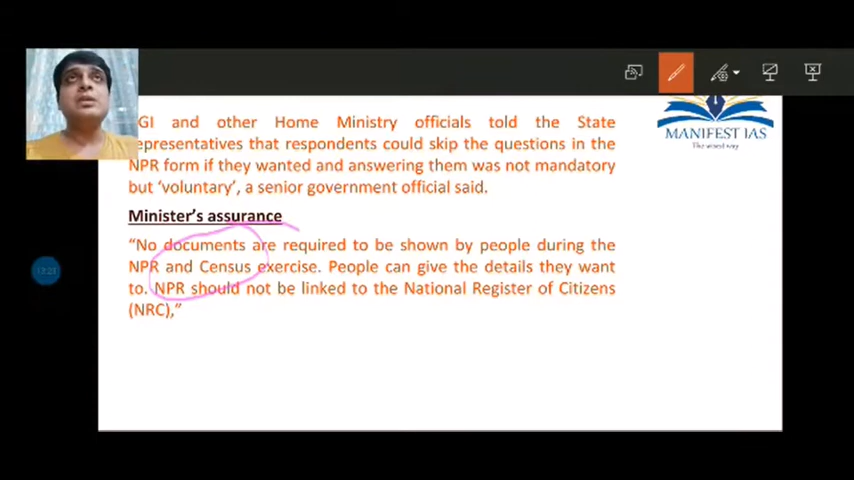 GI and other Home Ministry officials told the State
epresentatives that respondents could skip the questions in the
NPR form if they wanted and answering them was not mandatory
but ‘voluntary’, a senior government official said.
Minister’s assurance
“No documents are required to be shown by people during the
NPR and Census exercise. People can give the details they want
to. NPR should not be linked to the National Register of Citizens
(NRC),”
MANIFEST IAS